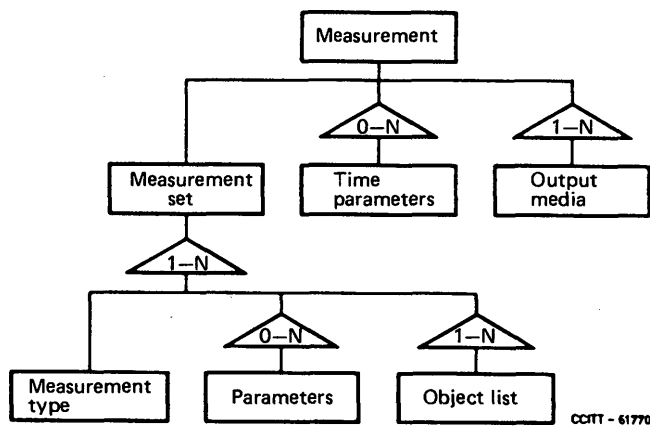 Measurement
0–N
1–N
Measurement
set
Time
parameters
Output
media
1–N
0–N
1–N
Measurement
type
Parameters
Object list
CCITT - 61770